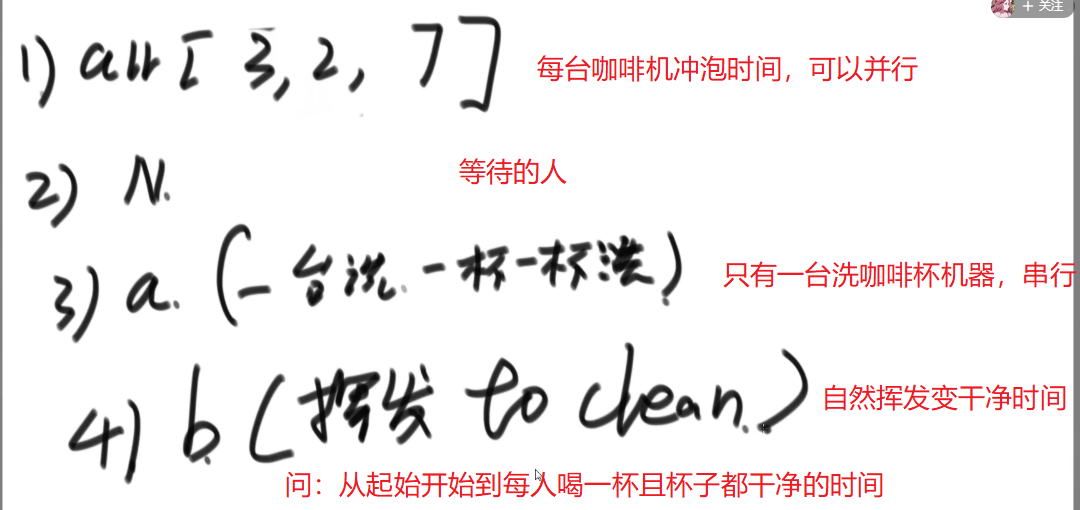 + 关注
1) arr [ 3, 2, 7 ] 每台咖啡机冲泡时间，可以并行
2) N. 等待的人
3) a. (一台洗. 一杯一杯洗) 只有一台洗咖啡杯机器，串行
4) b (挥发 to clean.) 自然挥发变干净时间
问：从起始开始到每人喝一杯且杯子都干净的时间